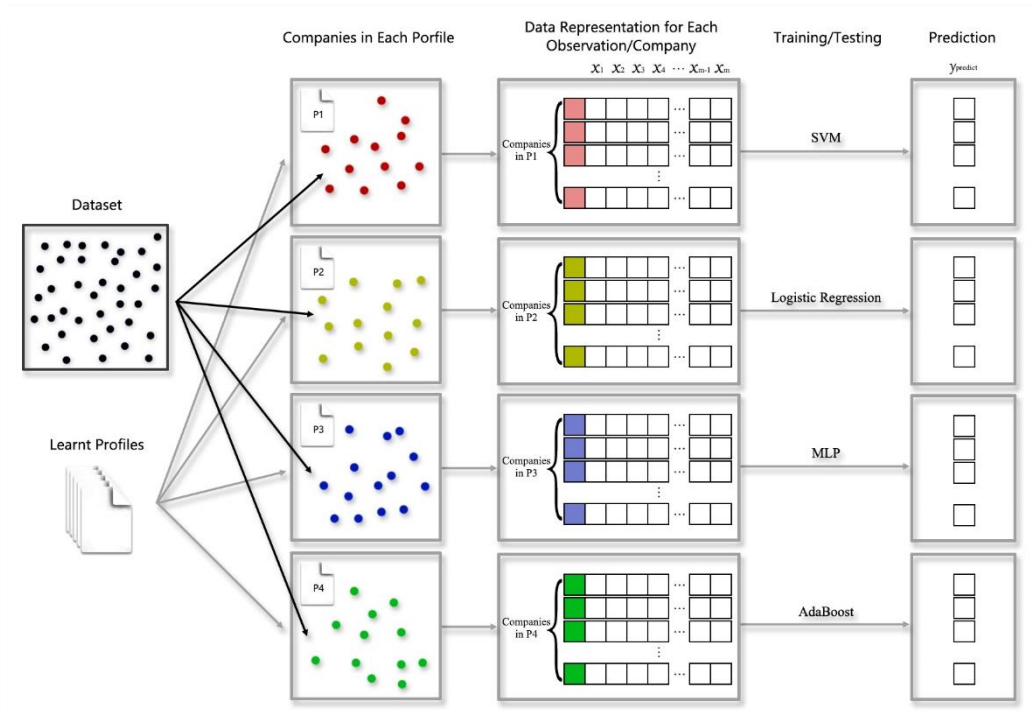 Companies in Each Porfile
Data Representation for Each
Observation/Company
Training/Testing
Prediction
x1 x2 x3 x4 ... xm-1 xm
ypredict
Dataset
Learnt Profiles
P1
Companies
in P1
...
...
...
...
⋮
SVM
P2
Companies
in P2
...
...
...
...
⋮
Logistic Regression
P3
Companies
in P3
...
...
...
...
⋮
MLP
P4
Companies
in P4
...
...
...
...
⋮
AdaBoost